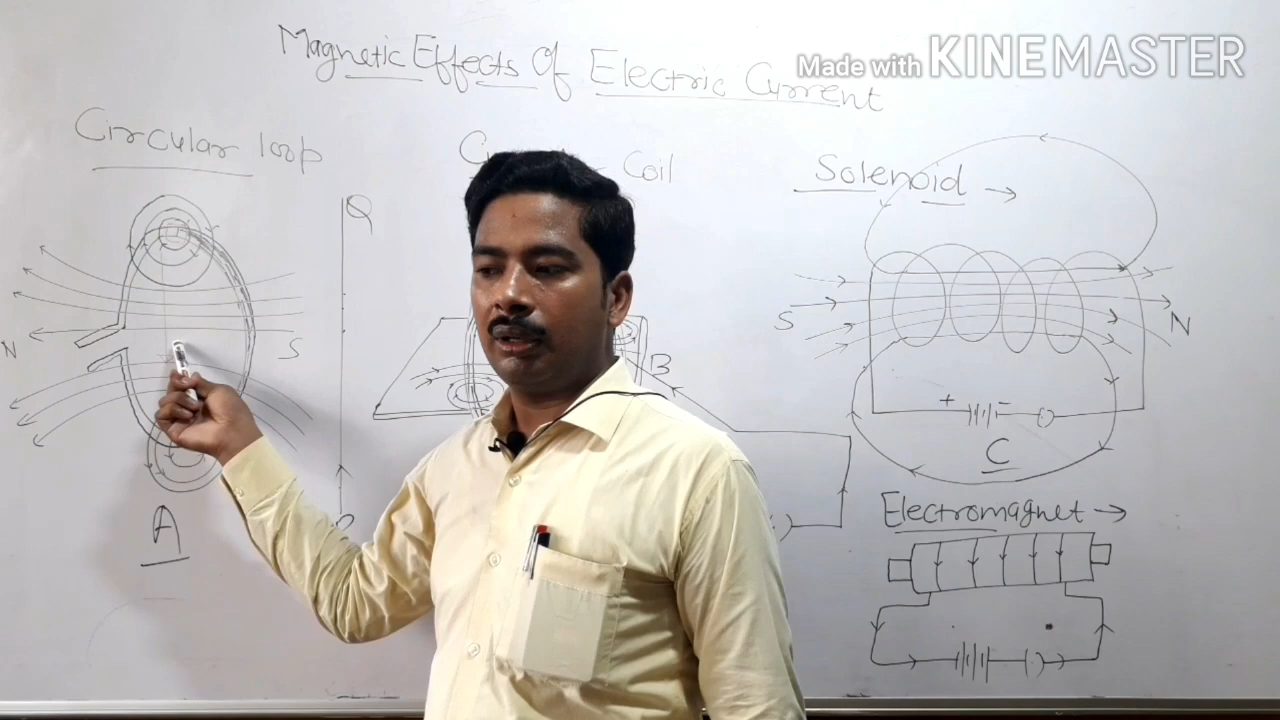 Made with KINEMASTER
Magnetic Effects Of Electric Current
Circular loop
Coil
Solenoid →
Q
N
S
S
N
B
+ -
C
A
Electromagnet →